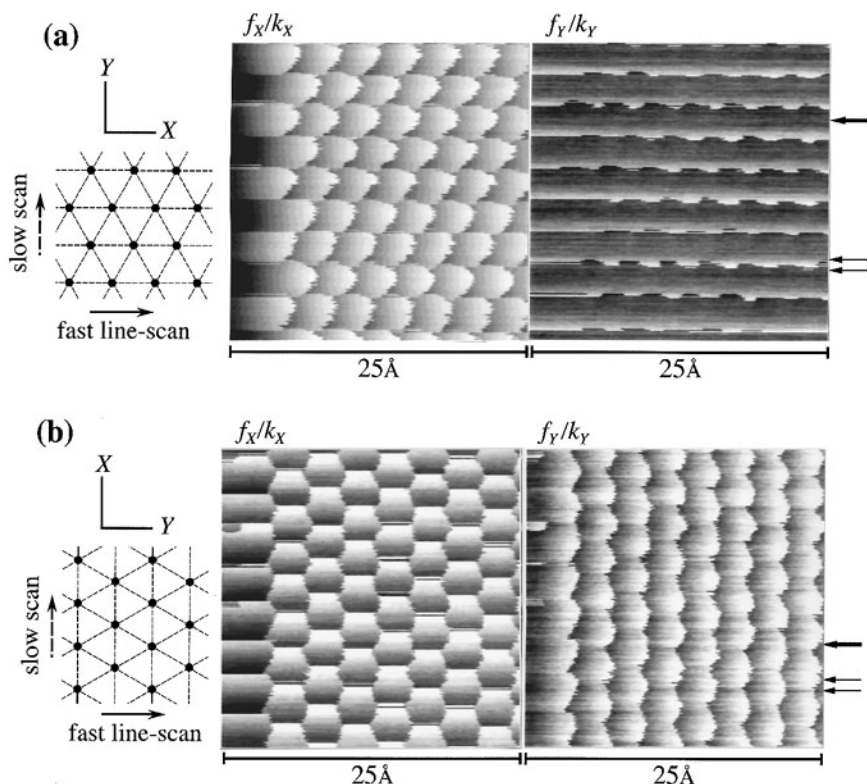 (a)
f_X/k_X
f_Y/k_Y
Y
X
slow scan
fast line-scan
25Å
25Å
(b)
f_X/k_X
f_Y/k_Y
X
Y
slow scan
fast line-scan
25Å
25Å